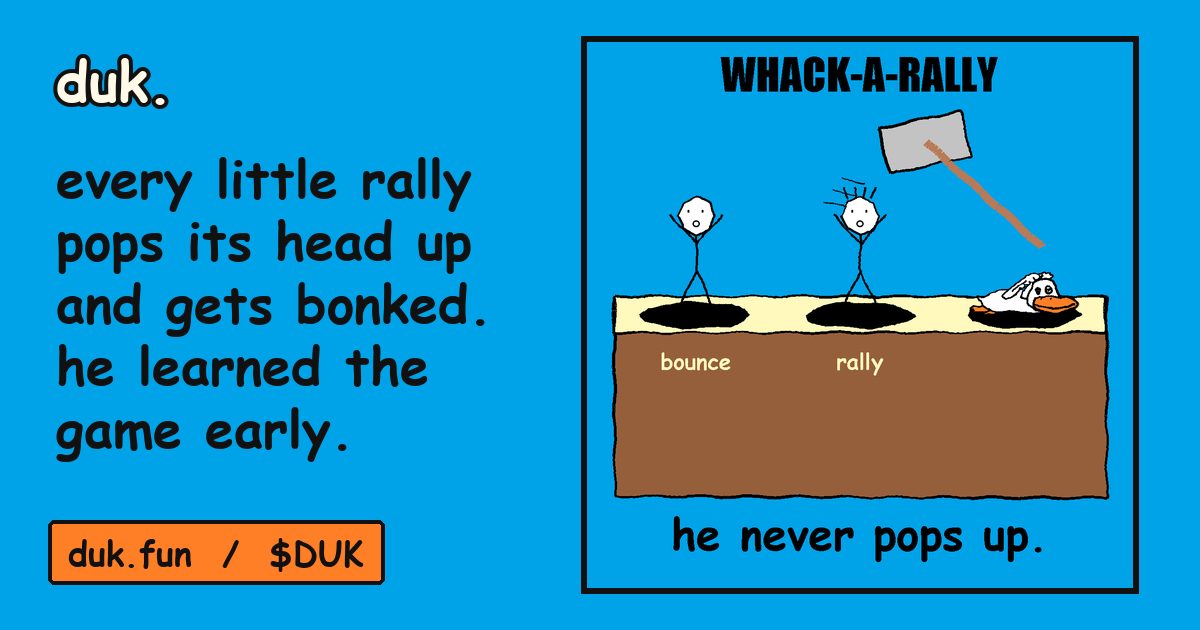 duk.
every little rally
pops its head up
and gets bonked.
he learned the
game early.
duk.fun / $DUK
WHACK-A-RALLY
bounce
rally
he never pops up.